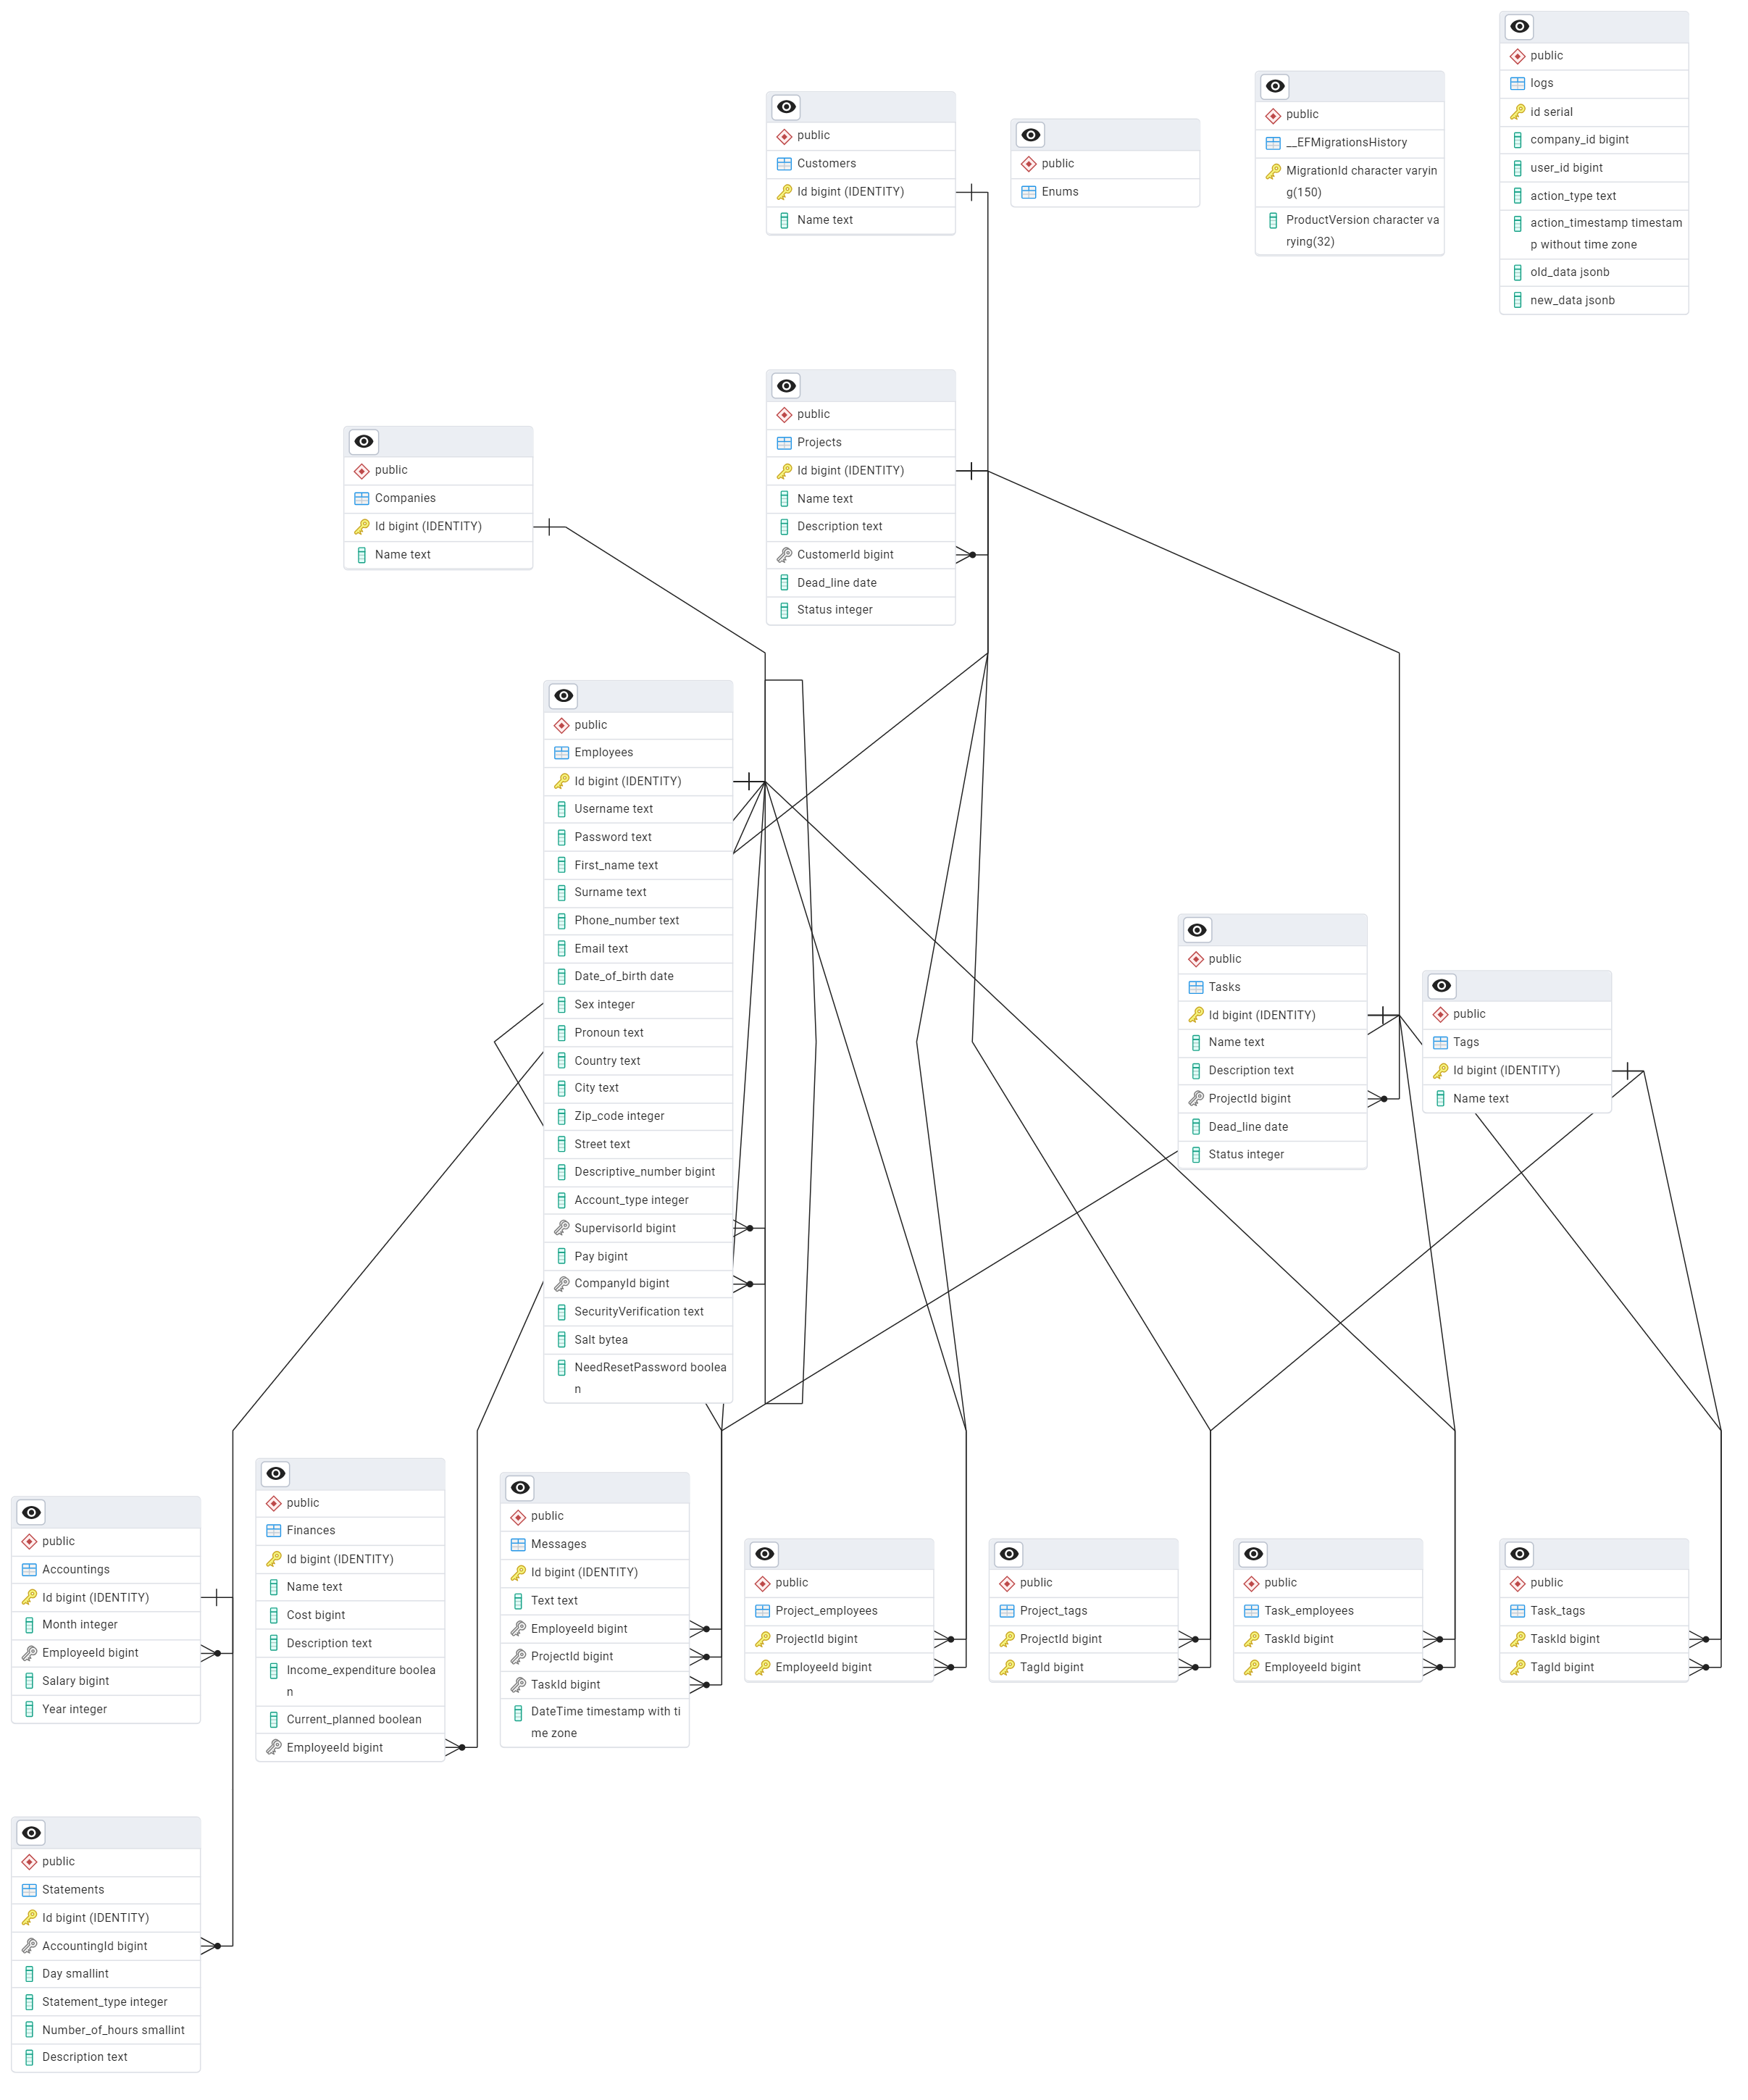 public
logs
id serial
company_id bigint
user_id bigint
action_type text
action_timestamp timestam
p without time zone
old_data jsonb
new_data jsonb
public
__EFMigrationsHistory
MigrationId character varyin
g(150)
ProductVersion character va
rying(32)
public
Customers
Id bigint (IDENTITY)
Name text
public
Enums
public
Projects
Id bigint (IDENTITY)
Name text
Description text
CustomerId bigint
Dead_line date
Status integer
public
Companies
Id bigint (IDENTITY)
Name text
public
Employees
Id bigint (IDENTITY)
Username text
Password text
First_name text
Surname text
Phone_number text
Email text
Date_of_birth date
Sex integer
Pronoun text
Country text
City text
Zip_code integer
Street text
Descriptive_number bigint
Account_type integer
SupervisorId bigint
Pay bigint
CompanyId bigint
SecurityVerification text
Salt bytea
NeedResetPassword boolea
n
public
Tasks
Id bigint (IDENTITY)
Name text
Description text
ProjectId bigint
Dead_line date
Status integer
public
Tags
Id bigint (IDENTITY)
Name text
public
Accountings
Id bigint (IDENTITY)
Month integer
EmployeeId bigint
Salary bigint
Year integer
public
Finances
Id bigint (IDENTITY)
Name text
Cost bigint
Description text
Income_expenditure boolea
n
Current_planned boolean
EmployeeId bigint
public
Messages
Id bigint (IDENTITY)
Text text
EmployeeId bigint
ProjectId bigint
TaskId bigint
DateTime timestamp with ti
me zone
public
Project_employees
ProjectId bigint
EmployeeId bigint
public
Project_tags
ProjectId bigint
TagId bigint
public
Task_employees
TaskId bigint
EmployeeId bigint
public
Task_tags
TaskId bigint
TagId bigint
public
Statements
Id bigint (IDENTITY)
AccountingId bigint
Day smallint
Statement_type integer
Number_of_hours smallint
Description text